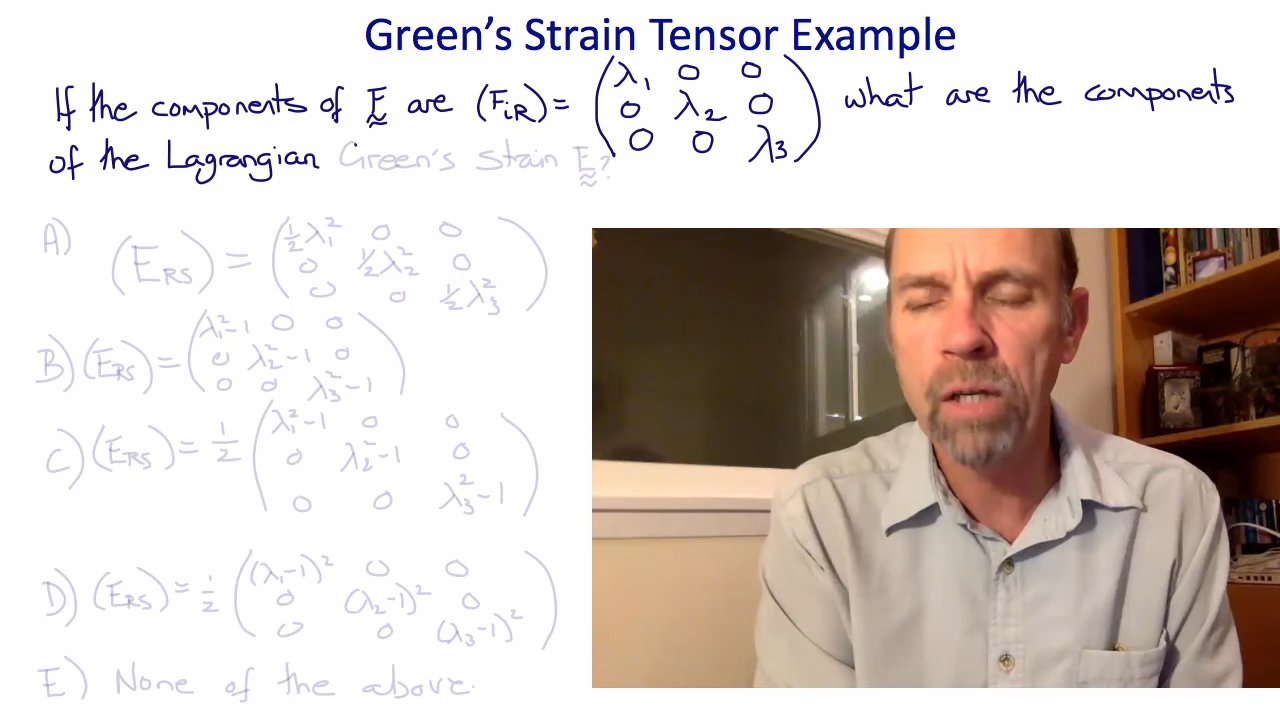 Green's Strain Tensor Example
If the components of F are (FiR) = (λ₁ 0 0 what are the components
0 λ₂ 0
0 0 λ₃)
of the Lagrangian Green's Strain E?
A) (ERS) = (½λ₁² 0 0
0 ½λ₂² 0
0 0 ½λ₃²)
B) (ERS) = (λ₁²-1 0 0
0 λ₂²-1 0
0 0 λ₃²-1)
C) (ERS) = ½ (λ₁²-1 0 0
0 λ₂²-1 0
0 0 λ₃²-1)
D) (ERS) = ½ ((λ₁-1)² 0 0
0 (λ₂-1)² 0
0 0 (λ₃-1)²)
E) None of the above.